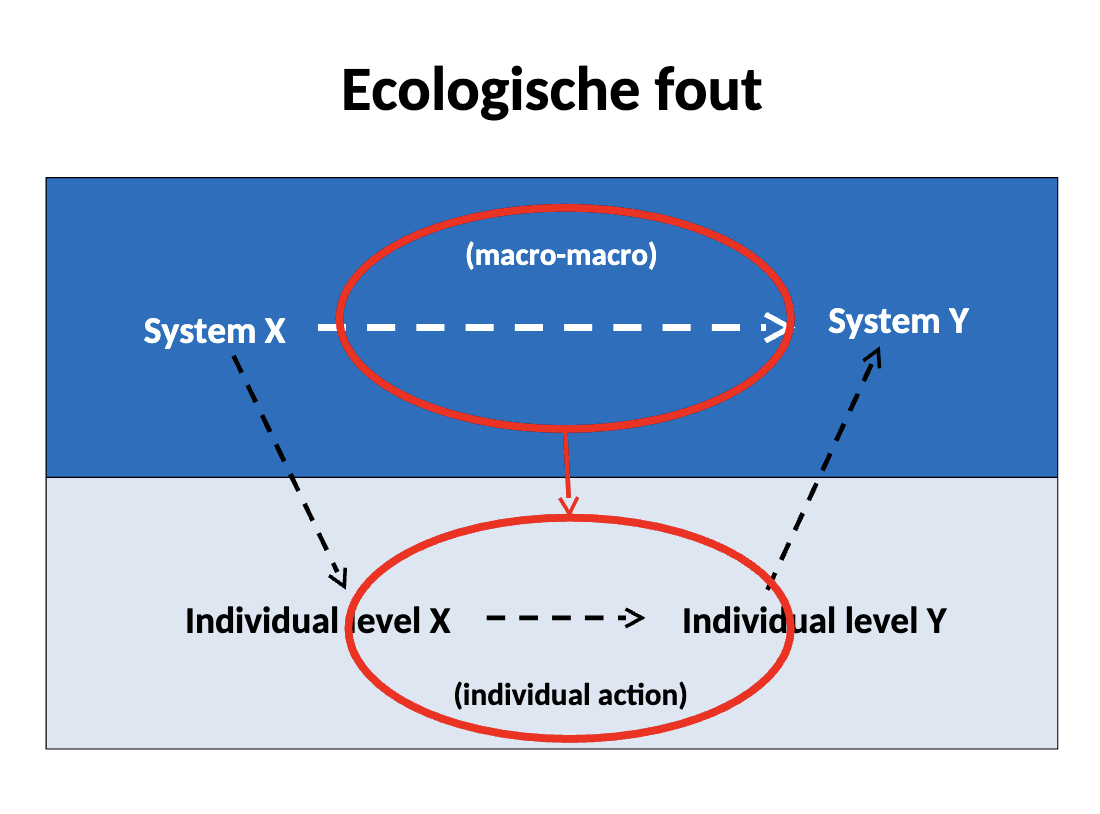 Ecologische fout
(macro-macro)
System X
System Y
Individual level X
Individual level Y
(individual action)